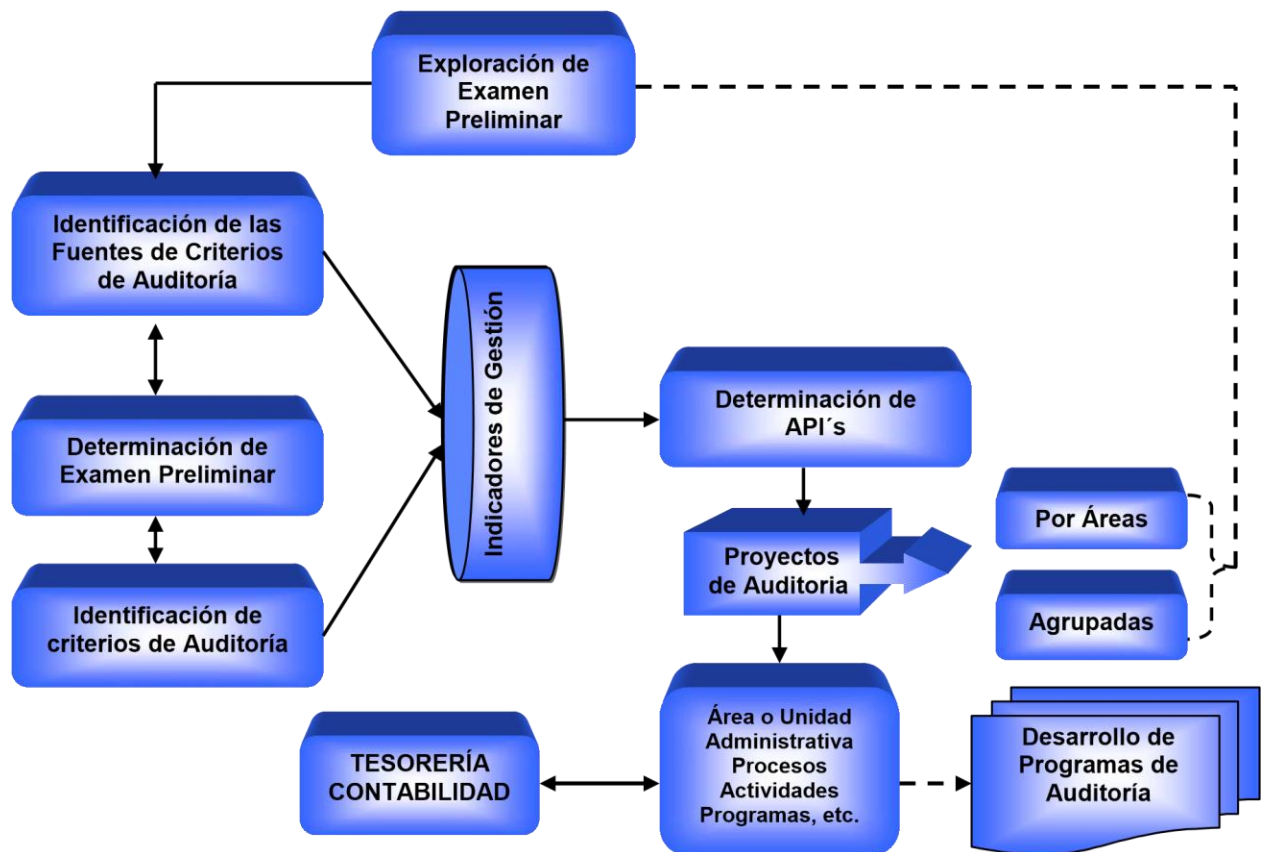 Exploración de
Examen
Preliminar
Identificación de las
Fuentes de Criterios
de Auditoría
Determinación de
Examen Preliminar
Identificación de
criterios de Auditoría
Indicadores de Gestión
Determinación de
API´s
Proyectos
de Auditoria
Por Áreas
Agrupadas
Área o Unidad
Administrativa
Procesos
Actividades
Programas, etc.
TESORERÍA
CONTABILIDAD
Desarrollo de
Programas de
Auditoría